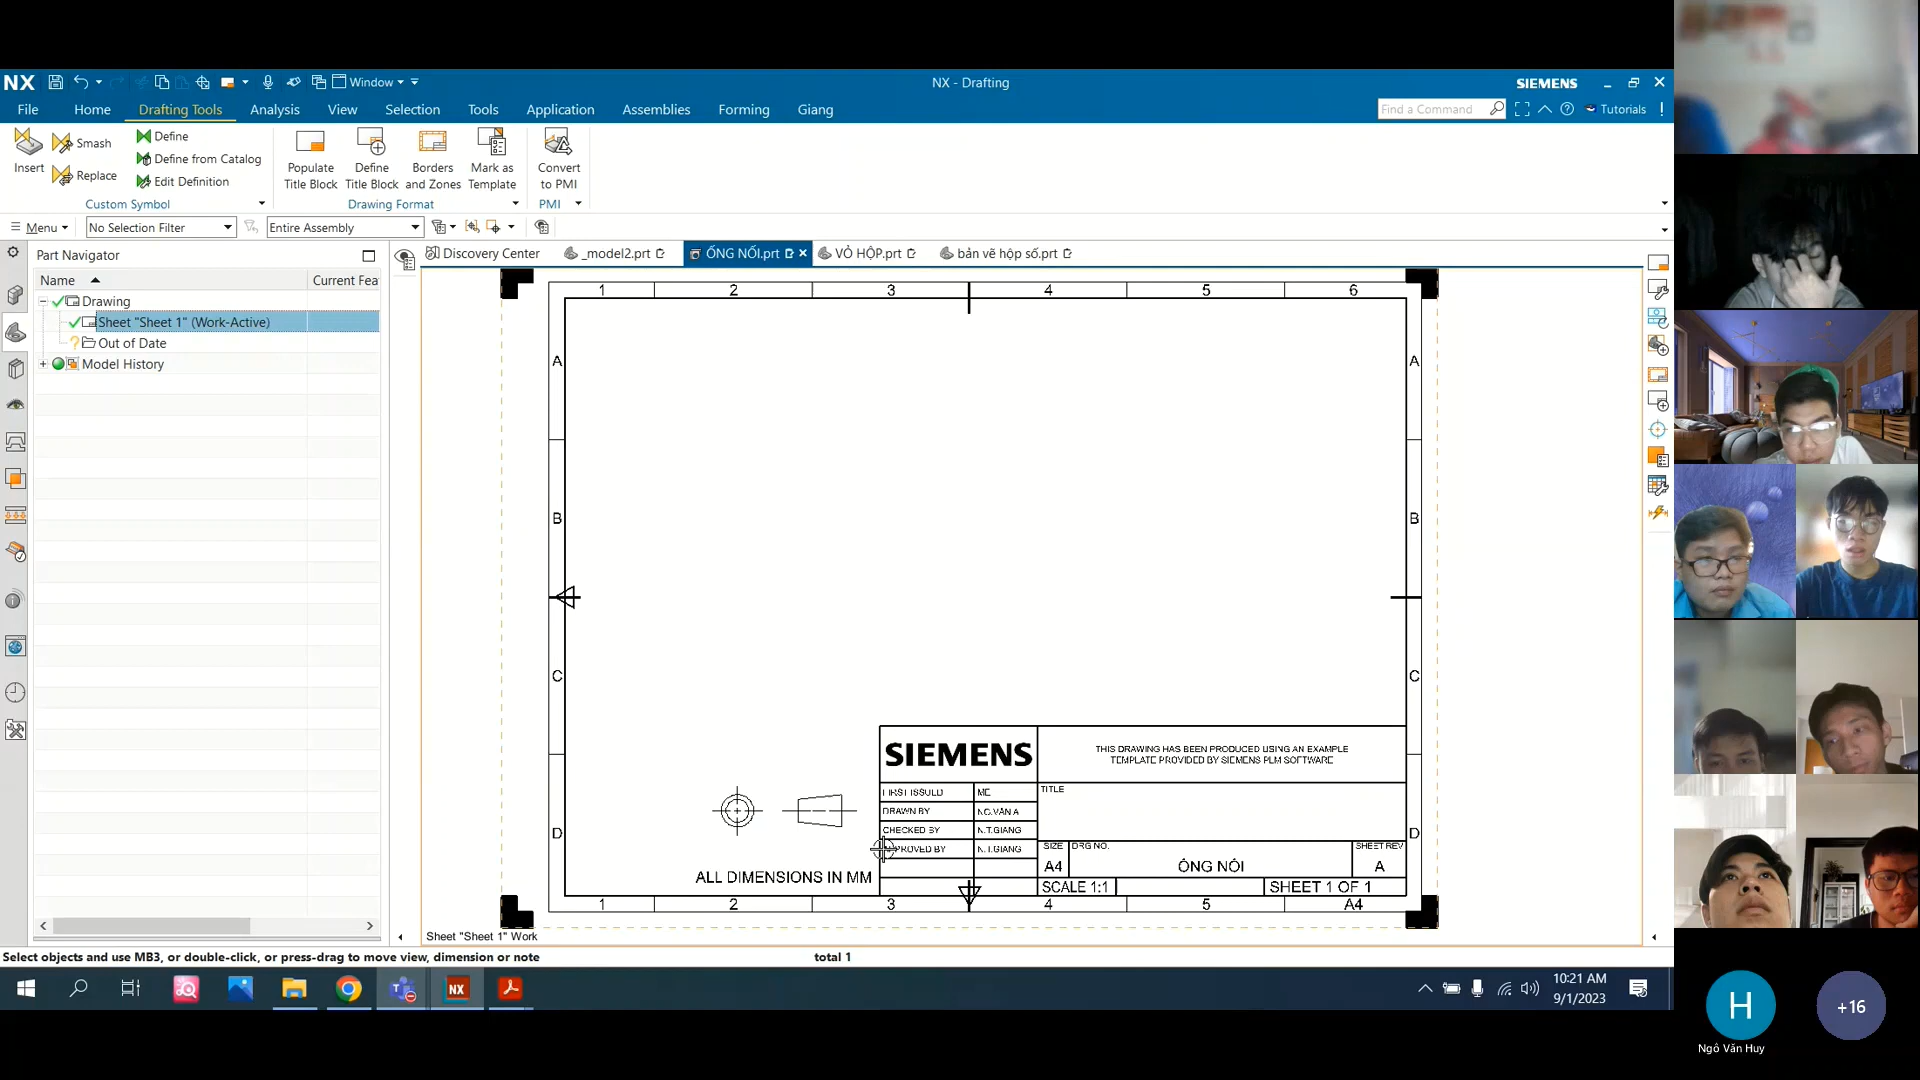 NX
Window
NX - Drafting
SIEMENS
File
Home
Drafting Tools
Analysis
View
Selection
Tools
Application
Assemblies
Forming
Giang
Find a Command
Tutorials
Insert
Smash
Replace
Define
Define from Catalog
Edit Definition
Populate
Title Block
Define
Title Block
Borders
and Zones
Mark as
Template
Convert
to PMI
Custom Symbol
Drawing Format
PMI
Menu
No Selection Filter
Entire Assembly
Part Navigator
Discovery Center
_model2.prt
ỐNG NỐI.prt
VỎ HỘP.prt
bản vẽ hộp số.prt
Name
Current Fea
Drawing
Sheet "Sheet 1" (Work-Active)
Out of Date
Model History
1 2 3 4 5 6
A A
B B
C C
D D
SIEMENS
THIS DRAWING HAS BEEN PRODUCED USING AN EXAMPLE
TEMPLATE PROVIDED BY SIEMENS PLM SOFTWARE
FIRST ISSUED
TITLE
DRAWN BY
CHECKED BY
N.T.GIANG
N.T.GIANG
SIZE
DRG NO.
SHEET REV
A4
ỐNG NỐI
A
SCALE 1:1
SHEET 1 OF 1
ALL DIMENSIONS IN MM
1 2 3 4 5 A4
Sheet "Sheet 1" Work
Select objects and use MB3, or double-click, or press-drag to move view, dimension or note
total 1
NX
10:21 AM
9/1/2023
H
+16
Ngô Văn Huy